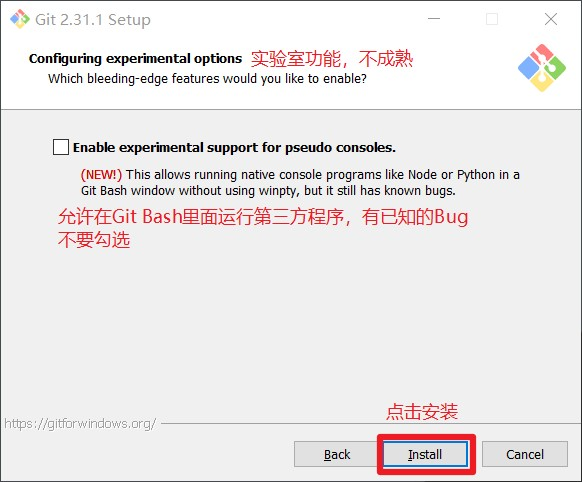 Git 2.31.1 Setup
Configuring experimental options 实验室功能，不成熟
Which bleeding-edge features would you like to enable?
Enable experimental support for pseudo consoles.
(NEW!) This allows running native console programs like Node or Python in a
Git Bash window without using winpty, but it still has known bugs.
允许在Git Bash里面运行第三方程序，有已知的Bug
不要勾选
点击安装
https://gitforwindows.org/
Back Install Cancel